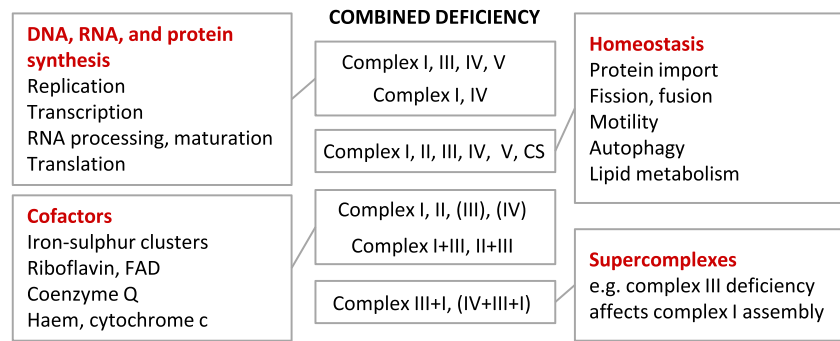 COMBINED DEFICIENCY
DNA, RNA, and protein
synthesis
Replication
Transcription
RNA processing, maturation
Translation
Cofactors
Iron-sulphur clusters
Riboflavin, FAD
Coenzyme Q
Haem, cytochrome c
Complex I, III, IV, V
Complex I, IV
Complex I, II, III, IV, V, CS
Complex I, II, (III), (IV)
Complex I+III, II+III
Complex III+I, (IV+III+I)
Homeostasis
Protein import
Fission, fusion
Motility
Autophagy
Lipid metabolism
Supercomplexes
e.g. complex III deficiency
affects complex I assembly